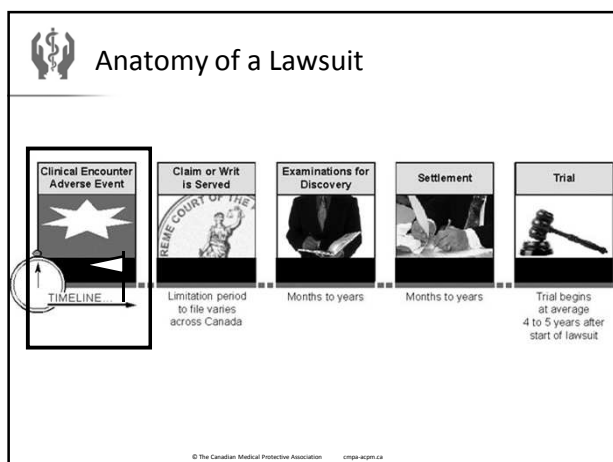 Anatomy of a Lawsuit
Clinical Encounter
Adverse Event
Claim or Writ
is Served
Examinations for
Discovery
Settlement
Trial
REME COURT OF THE
TIMELINE...
Limitation period
to file varies
across Canada
Months to years
Months to years
Trial begins
at average
4 to 5 years after
start of lawsuit
© The Canadian Medical Protective Association cmpa-acpm.ca